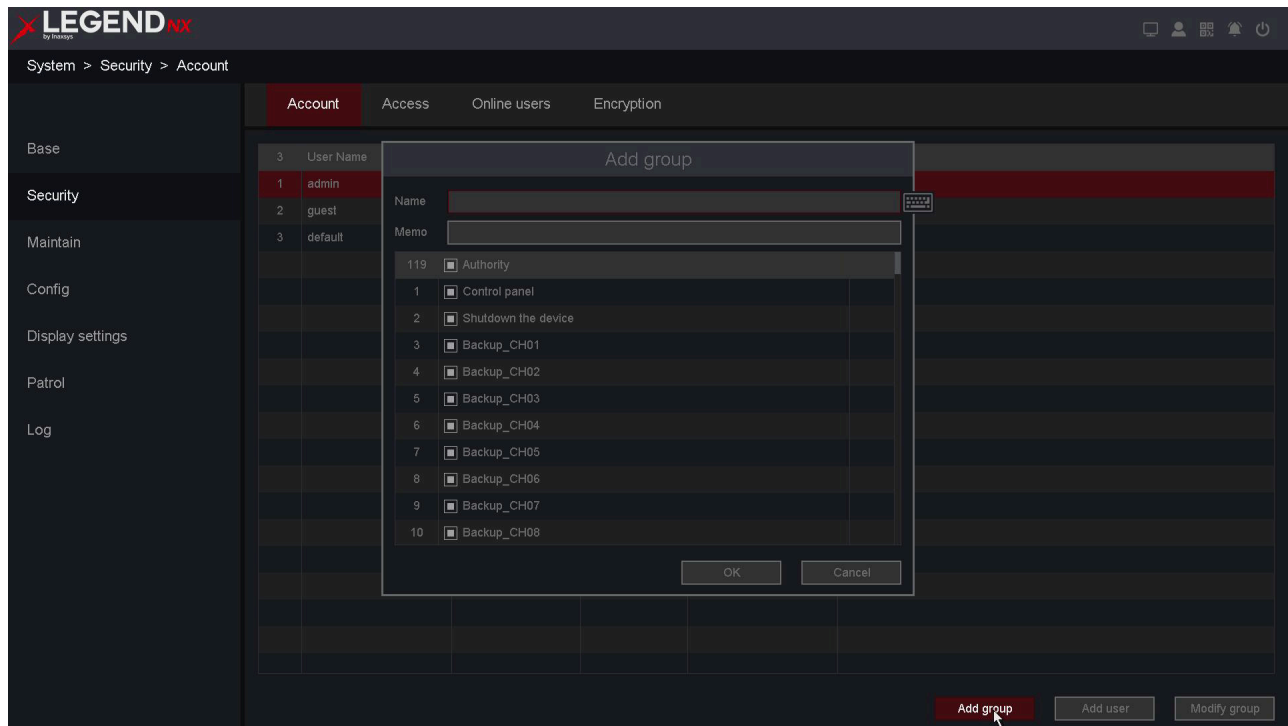 LEGEND NX
by Inaxsys
System > Security > Account
Account Access Online users Encryption
Base
Security
Maintain
Config
Display settings
Patrol
Log
3 User Name
1 admin
2 guest
3 default
Add group
Name
Memo
119 Authority
1 Control panel
2 Shutdown the device
3 Backup_CH01
4 Backup_CH02
5 Backup_CH03
6 Backup_CH04
7 Backup_CH05
8 Backup_CH06
9 Backup_CH07
10 Backup_CH08
OK Cancel
Add group Add user Modify group